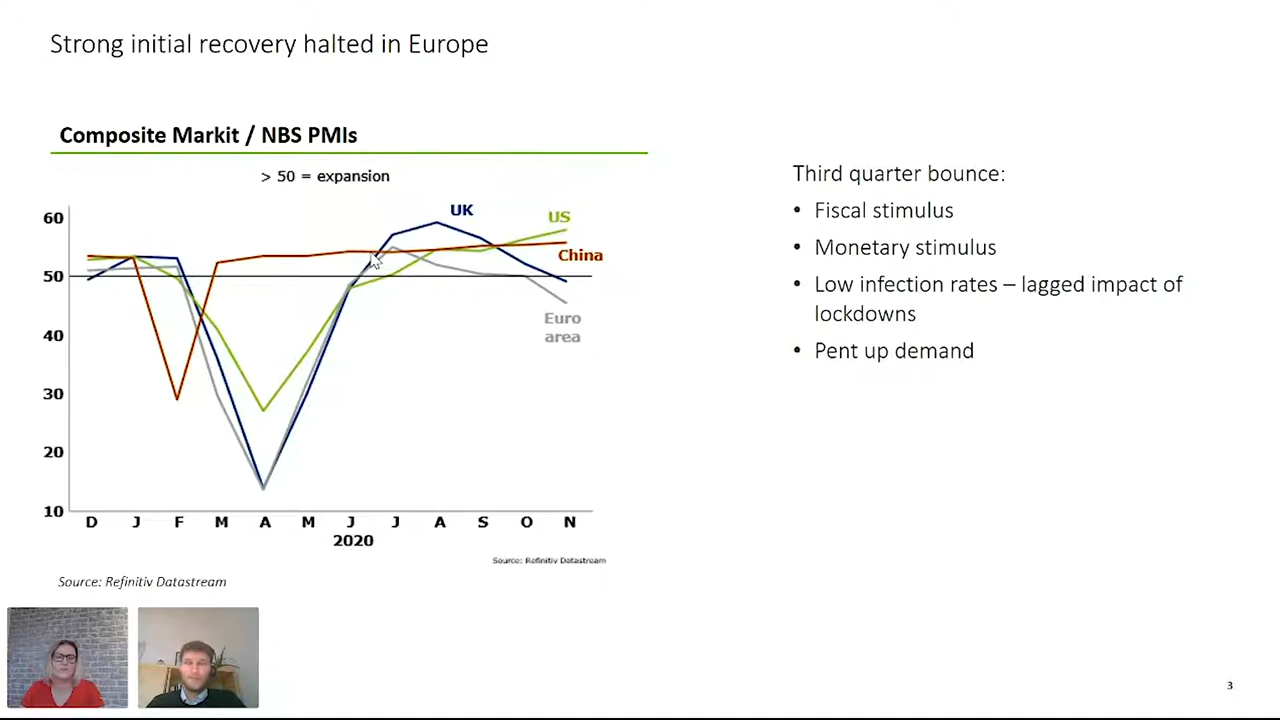 Strong initial recovery halted in Europe
Composite Markit / NBS PMIs
> 50 = expansion
60
50
40
30
20
10
UK
US
China
Euro
area
D J F M A M J J A S O N
2020
Source: Refinitiv Datastream
Source: Refinitiv Datastream
Third quarter bounce:
• Fiscal stimulus
• Monetary stimulus
• Low infection rates – lagged impact of
lockdowns
• Pent up demand
3